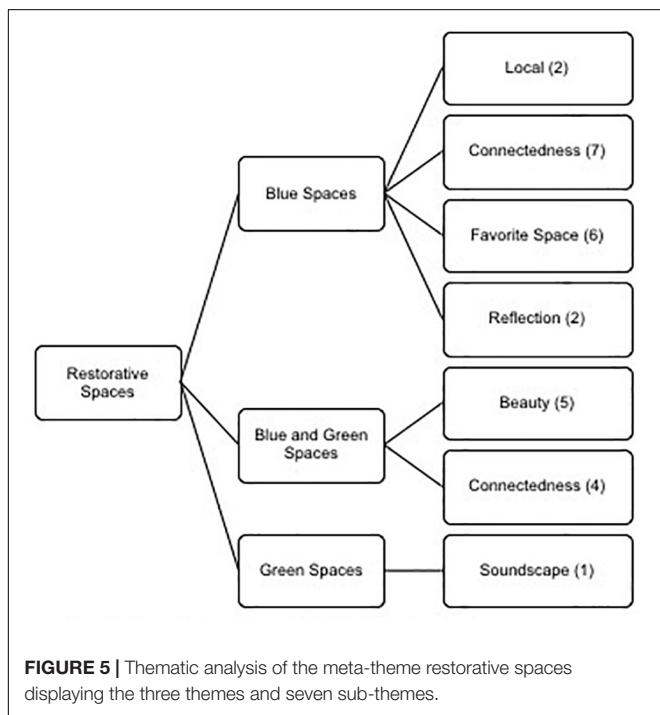 Local (2)
Connectedness (7)
Blue Spaces
Favorite Space (6)
Reflection (2)
Restorative
Spaces
Beauty (5)
Blue and Green
Spaces
Connectedness (4)
Green Spaces
Soundscape (1)
FIGURE 5 | Thematic analysis of the meta-theme restorative spaces
displaying the three themes and seven sub-themes.